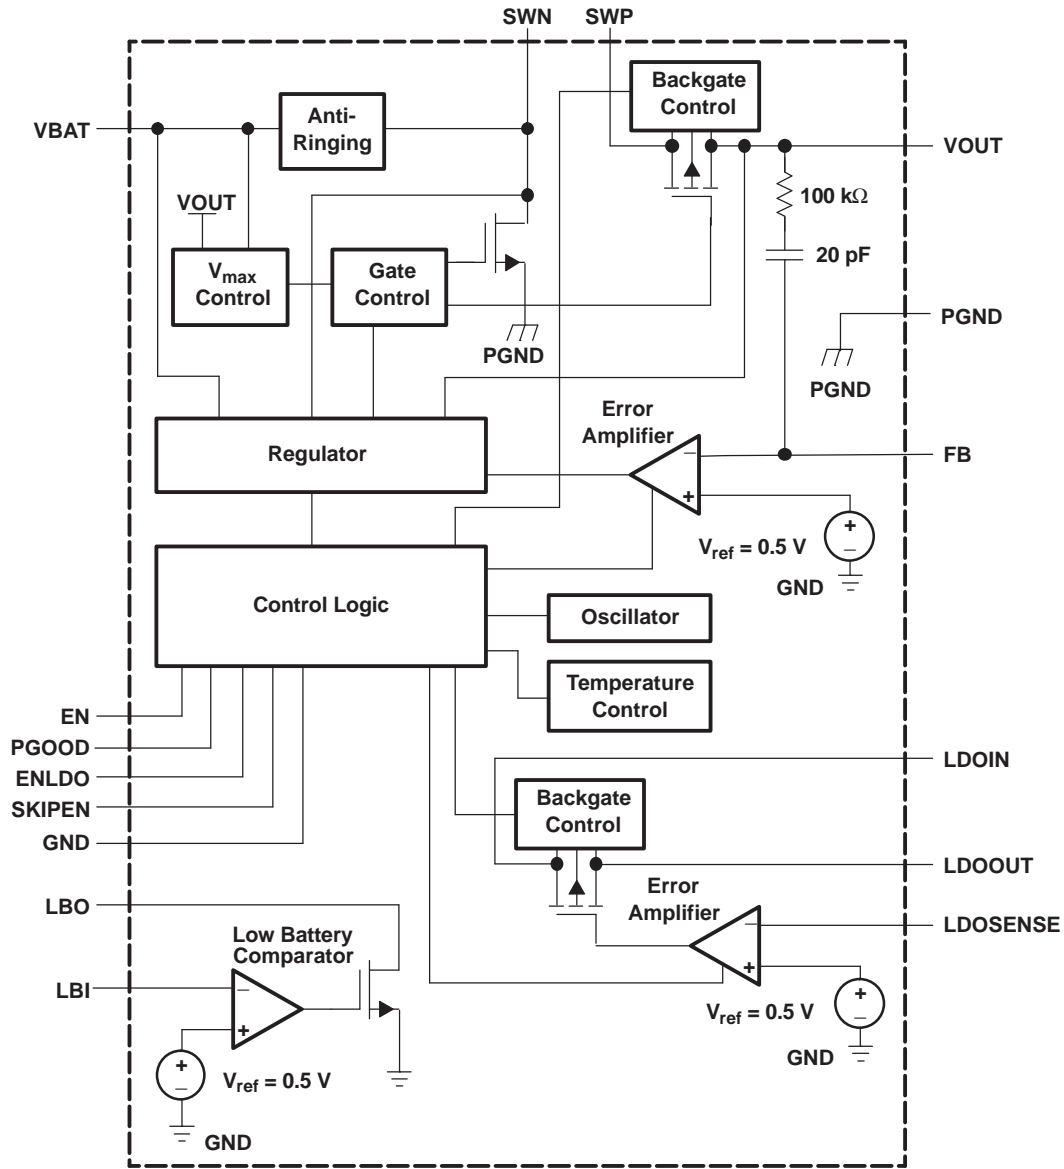 SWN SWP
Backgate
Control
Anti-
Ringing
VBAT
VOUT
VOUT
100 kΩ
20 pF
Vmax
Control
Gate
Control
PGND
PGND
PGND
Error
Amplifier
Regulator
−
+
FB
+
−
Vref = 0.5 V
GND
Control Logic
Oscillator
Temperature
Control
EN
PGOOD
ENLDO
SKIPEN
GND
LDOIN
Backgate
Control
LDOOUT
Error
Amplifier
LBO
LDOSENSE
Low Battery
Comparator
−
+
LBI
−
+
+
−
Vref = 0.5 V
GND
+
−
Vref = 0.5 V
GND